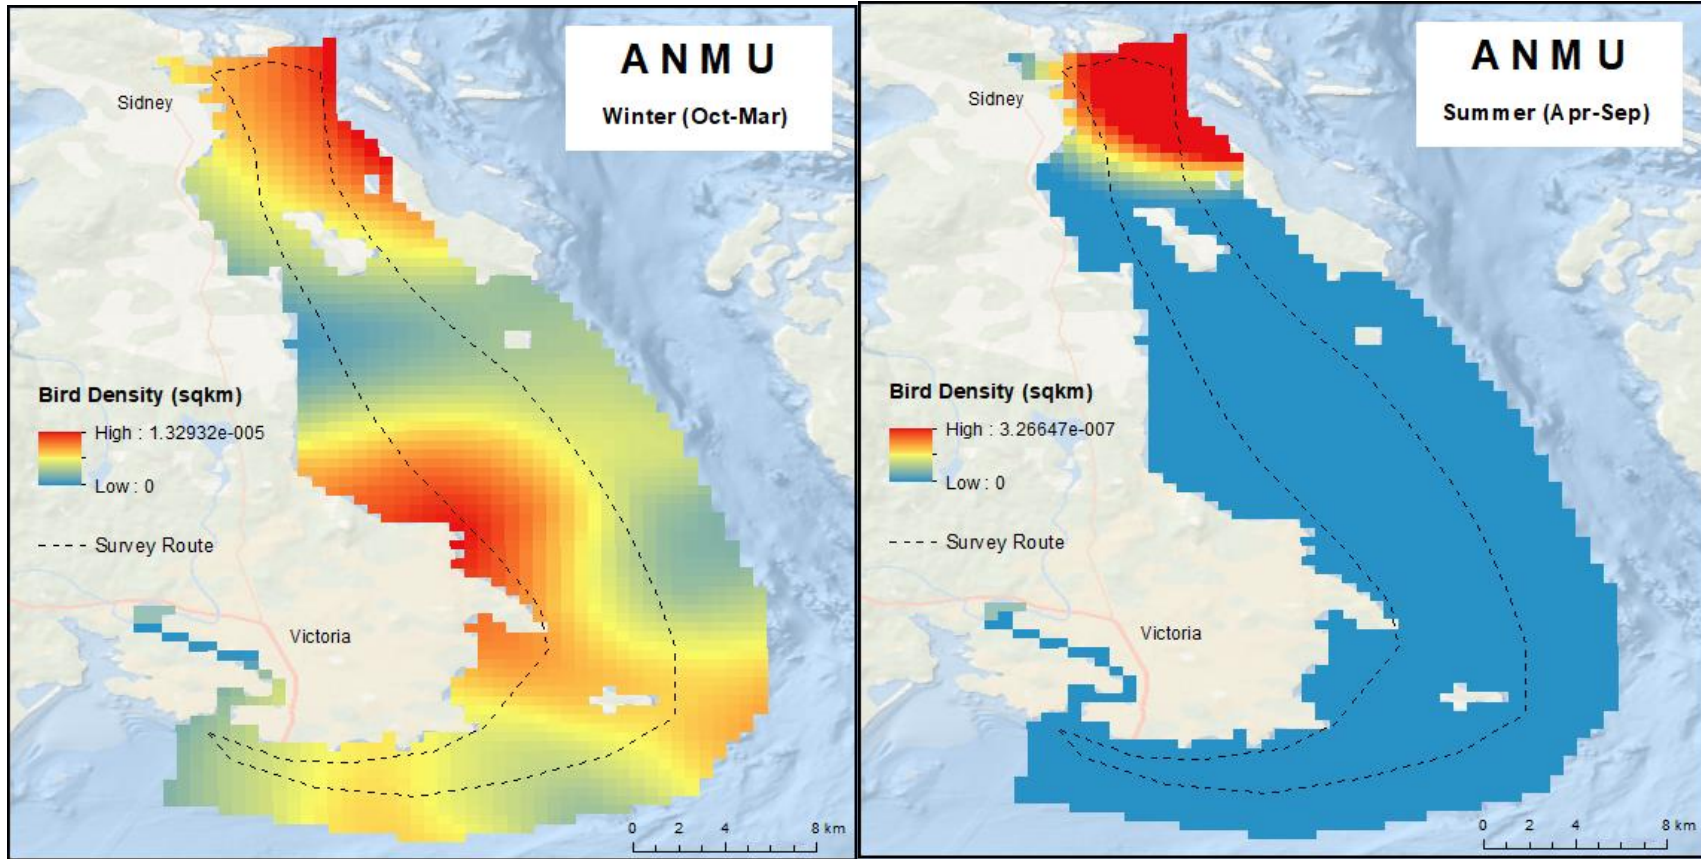 A N M U
Winter (Oct-Mar)
Sidney
Bird Density (sqkm)
High : 1.32932e-005
Low : 0
Survey Route
Victoria
0 2 4 8 km
A N M U
Summer (Apr-Sep)
Sidney
Bird Density (sqkm)
High : 3.26647e-007
Low : 0
Survey Route
Victoria
0 2 4 8 km